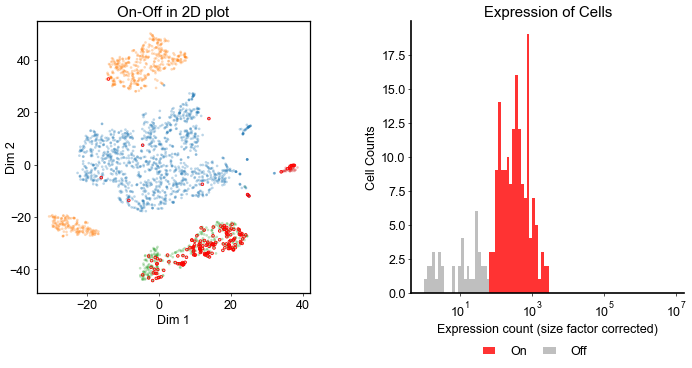 On-Off in 2D plot
Dim 2
40
20
0
−20
−40
−20
0
20
40
Dim 1
Expression of Cells
Cell Counts
17.5
15.0
12.5
10.0
7.5
5.0
2.5
0.0
10^1
10^3
10^5
10^7
Expression count (size factor corrected)
On
Off